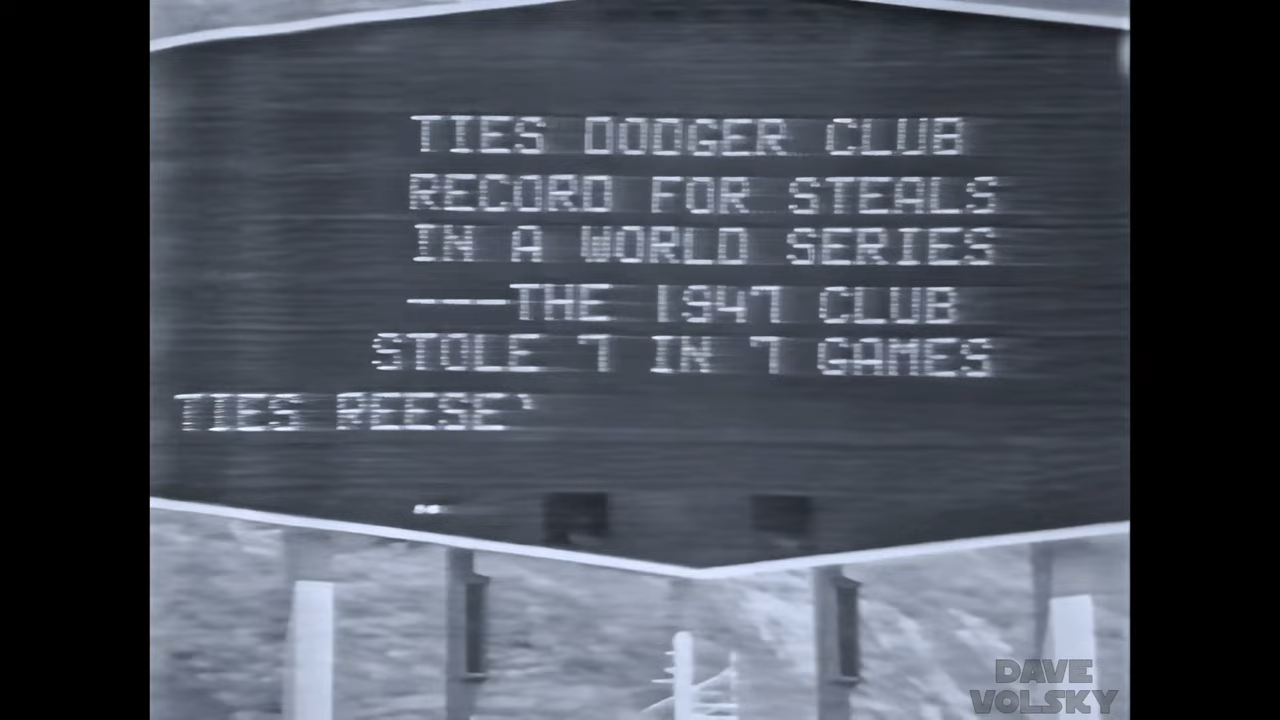 TIES DODGER CLUB
RECORD FOR STEALS
IN A WORLD SERIES
---THE 1947 CLUB
STOLE 7 IN 7 GAMES
TIES REESE'
DAVE
VOLSKY